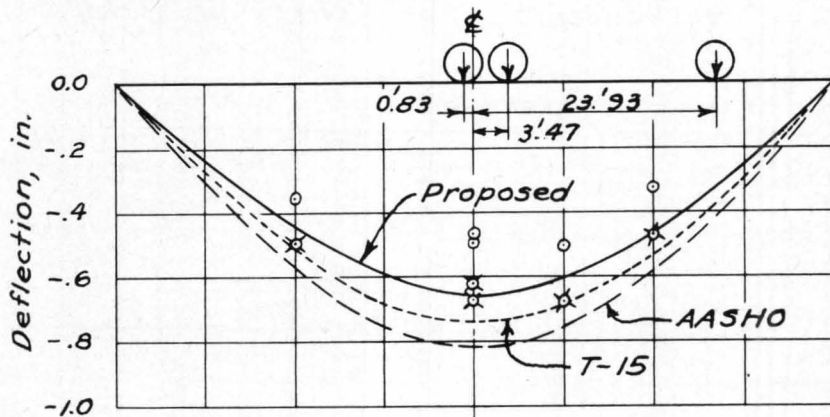 ℄
0.0
0.'83
23.'93
3.'47
-.2
Proposed
-.4
Deflection, in.
-.6
AASHO
-.8
T-15
-1.0